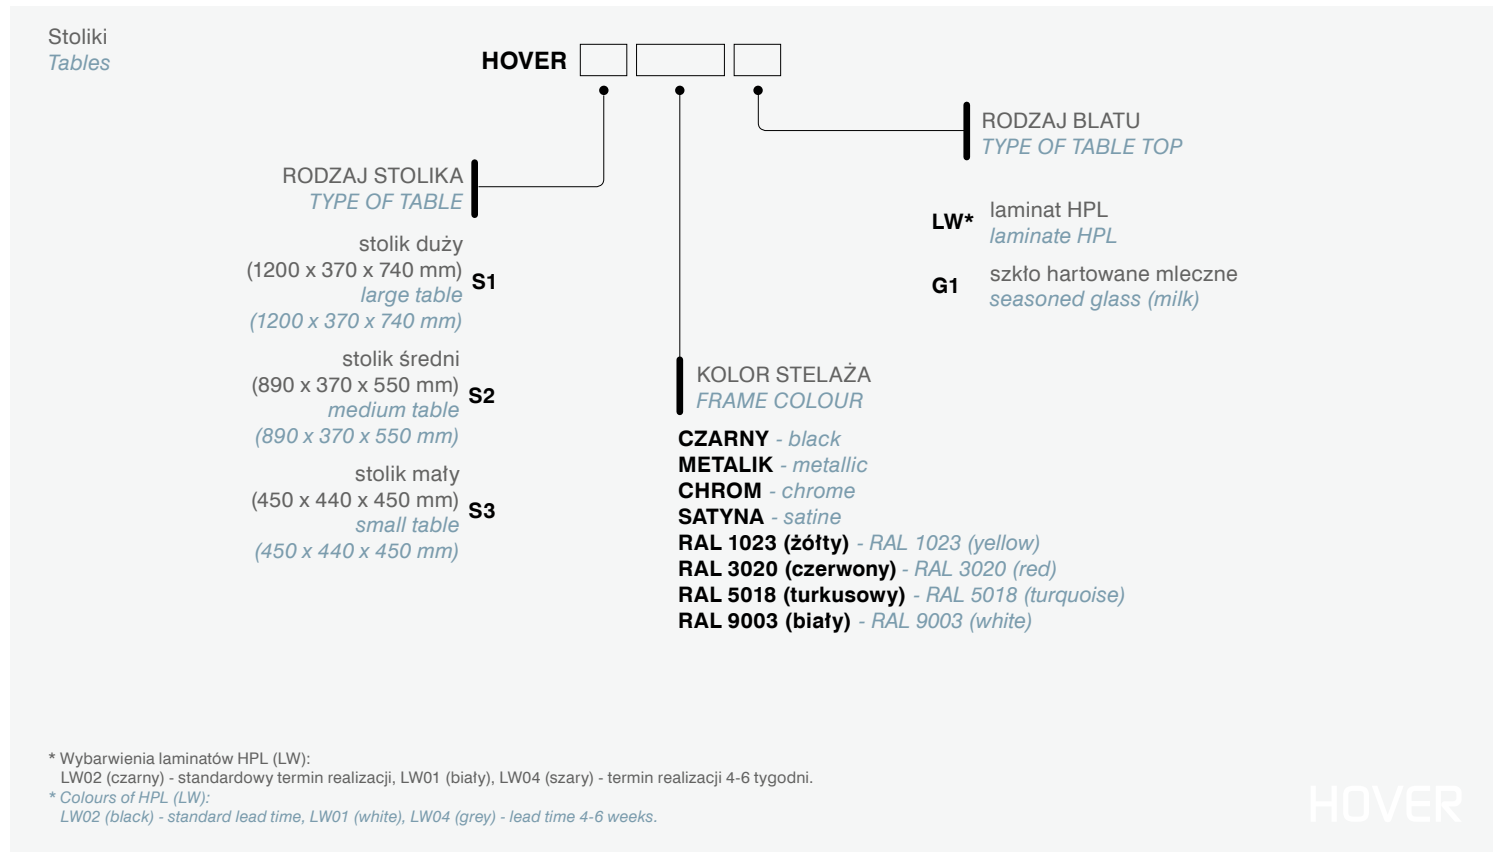 Stoliki
Tables
HOVER
RODZAJ STOLIKA
TYPE OF TABLE
stolik duży
(1200 x 370 x 740 mm)
S1
large table
(1200 x 370 x 740 mm)
stolik średni
(890 x 370 x 550 mm)
S2
medium table
(890 x 370 x 550 mm)
stolik mały
(450 x 440 x 450 mm)
S3
small table
(450 x 440 x 450 mm)
KOLOR STELAŻA
FRAME COLOUR
CZARNY - black
METALIK - metallic
CHROM - chrome
SATYNA - satine
RAL 1023 (żółty) - RAL 1023 (yellow)
RAL 3020 (czerwony) - RAL 3020 (red)
RAL 5018 (turkusowy) - RAL 5018 (turquoise)
RAL 9003 (biały) - RAL 9003 (white)
RODZAJ BLATU
TYPE OF TABLE TOP
LW* laminat HPL
laminate HPL
G1 szkło hartowane mleczne
seasoned glass (milk)
* Wybarwienia laminatów HPL (LW):
LW02 (czarny) - standardowy termin realizacji, LW01 (biały), LW04 (szary) - termin realizacji 4-6 tygodni.
* Colours of HPL (LW):
LW02 (black) - standard lead time, LW01 (white), LW04 (grey) - lead time 4-6 weeks.
HOVER